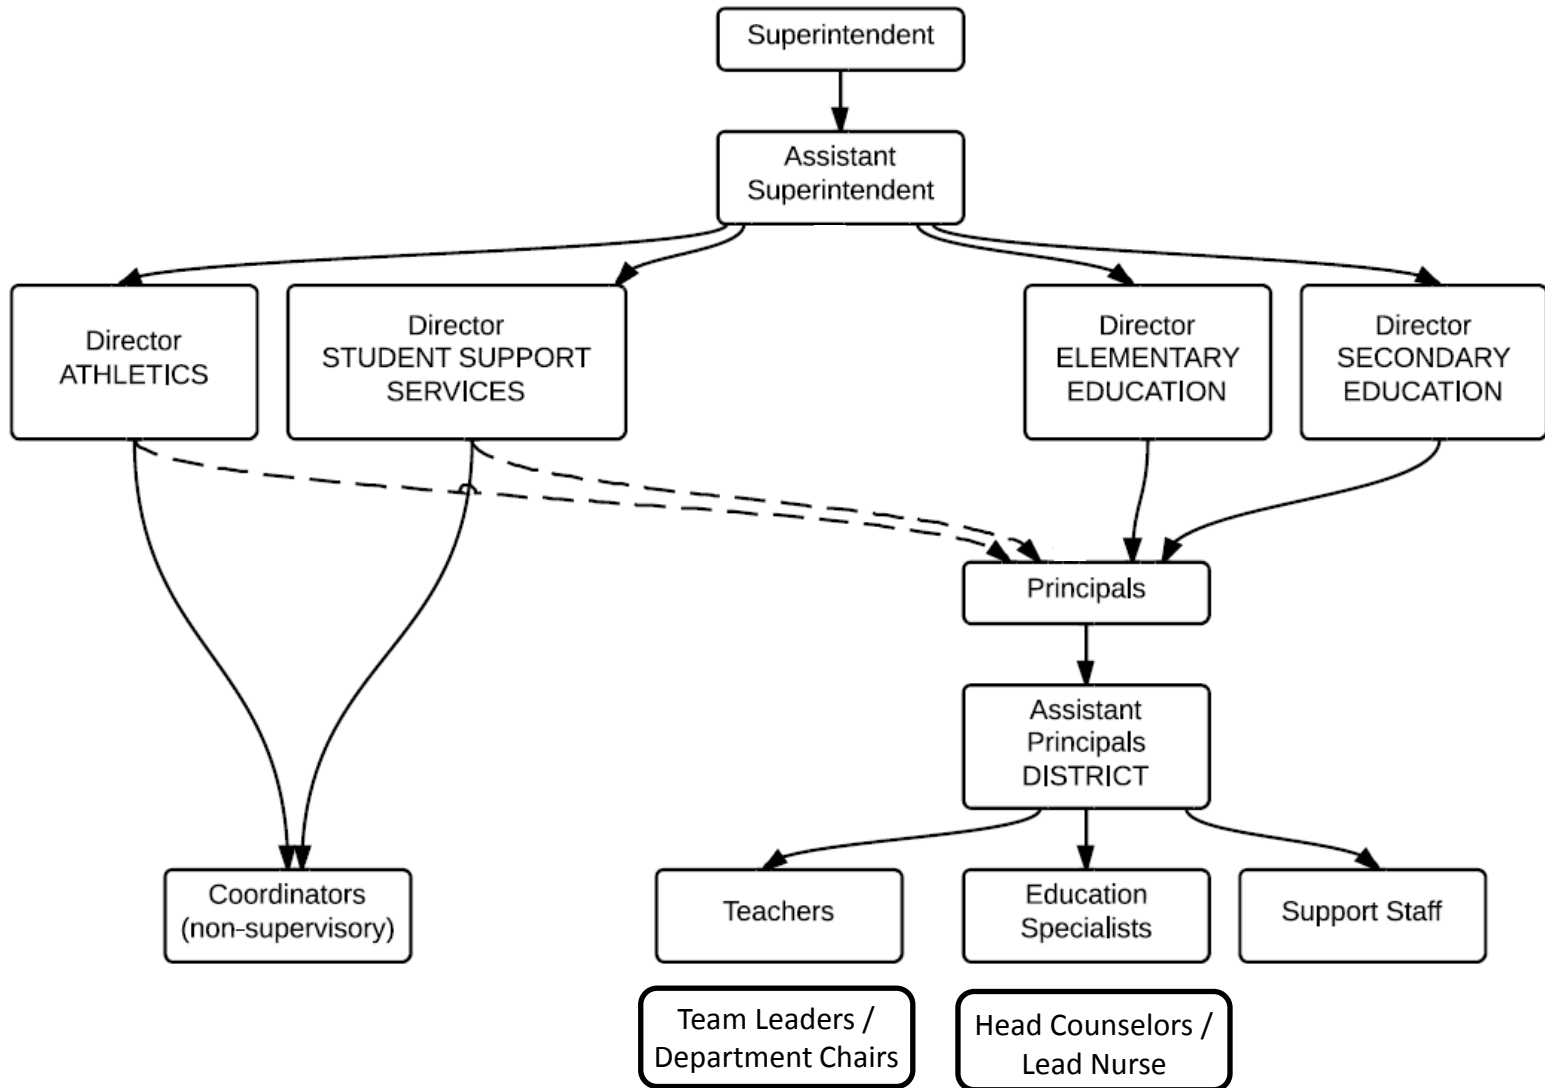 Superintendent
Assistant
Superintendent
Director
ATHLETICS
Director
STUDENT SUPPORT
SERVICES
Director
ELEMENTARY
EDUCATION
Director
SECONDARY
EDUCATION
Principals
Assistant
Principals
DISTRICT
Coordinators
(non-supervisory)
Teachers
Education
Specialists
Support Staff
Team Leaders /
Department Chairs
Head Counselors /
Lead Nurse